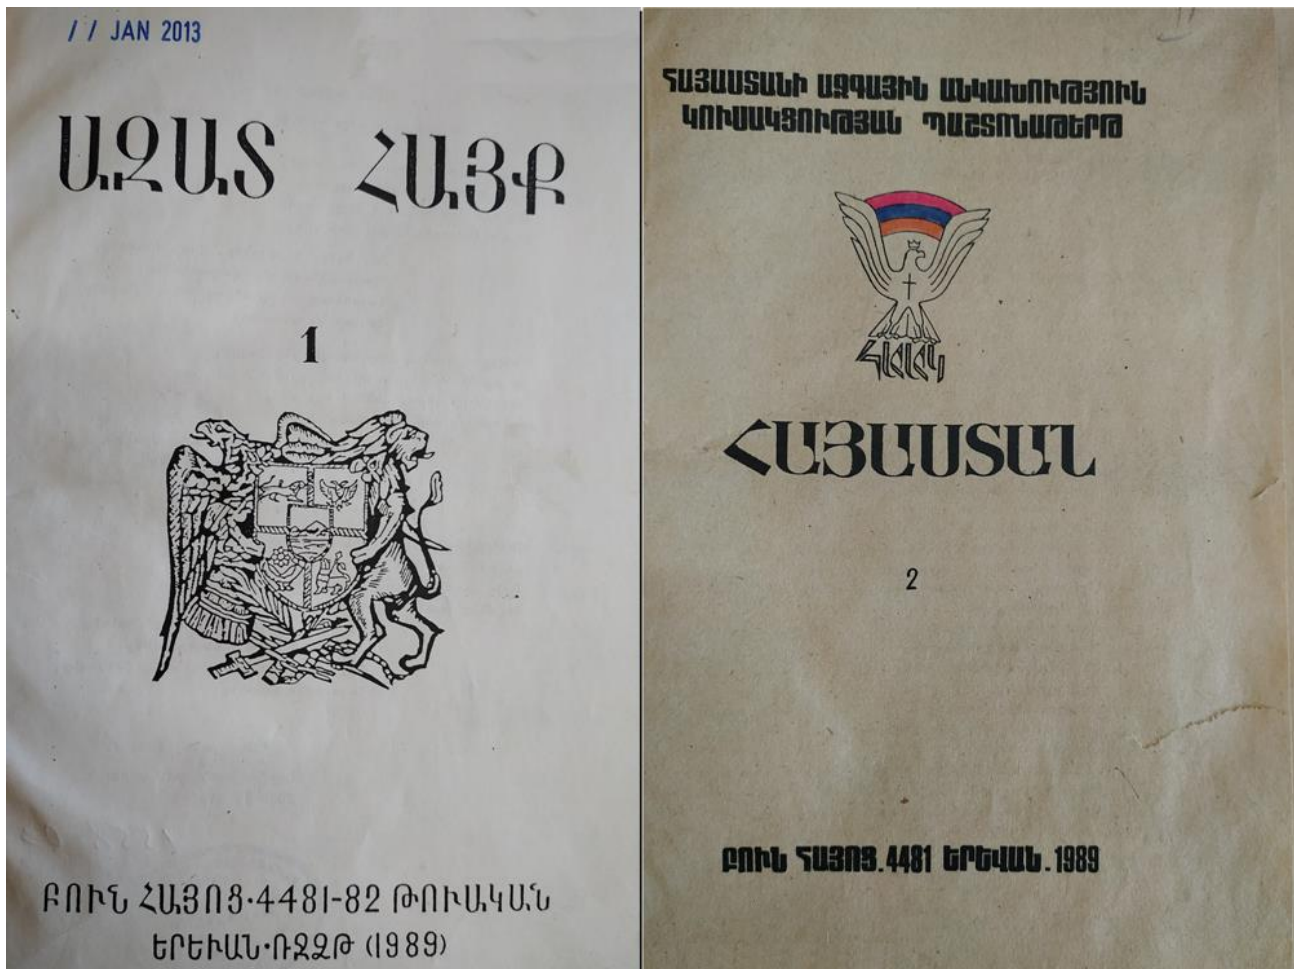 // JAN 2013
ԱԶԱՏ ՀԱՅՔ
1
ԲՈՒՆ ՀԱՅՈՑ·4481-82 ԹՈՒԱԿԱՆ
ԵՐԵՒԱՆ·ՌՋՁԹ (1989)
ՀԱՅԱՍՏԱՆԻ ԱԶԳԱՅԻՆ ԱՆԿԱԽՈՒԹՅՈՒՆ
ԿՈՒՍԱԿՑՈՒԹՅԱՆ ՊԱՇՏՈՆԱԹԵՐԹ
ՀԱԱԿ
ՀԱՅԱՍՏԱՆ
2
ԲՈՒՆ ՀԱՅՈՑ.4481 ԵՐԵՎԱՆ.1989